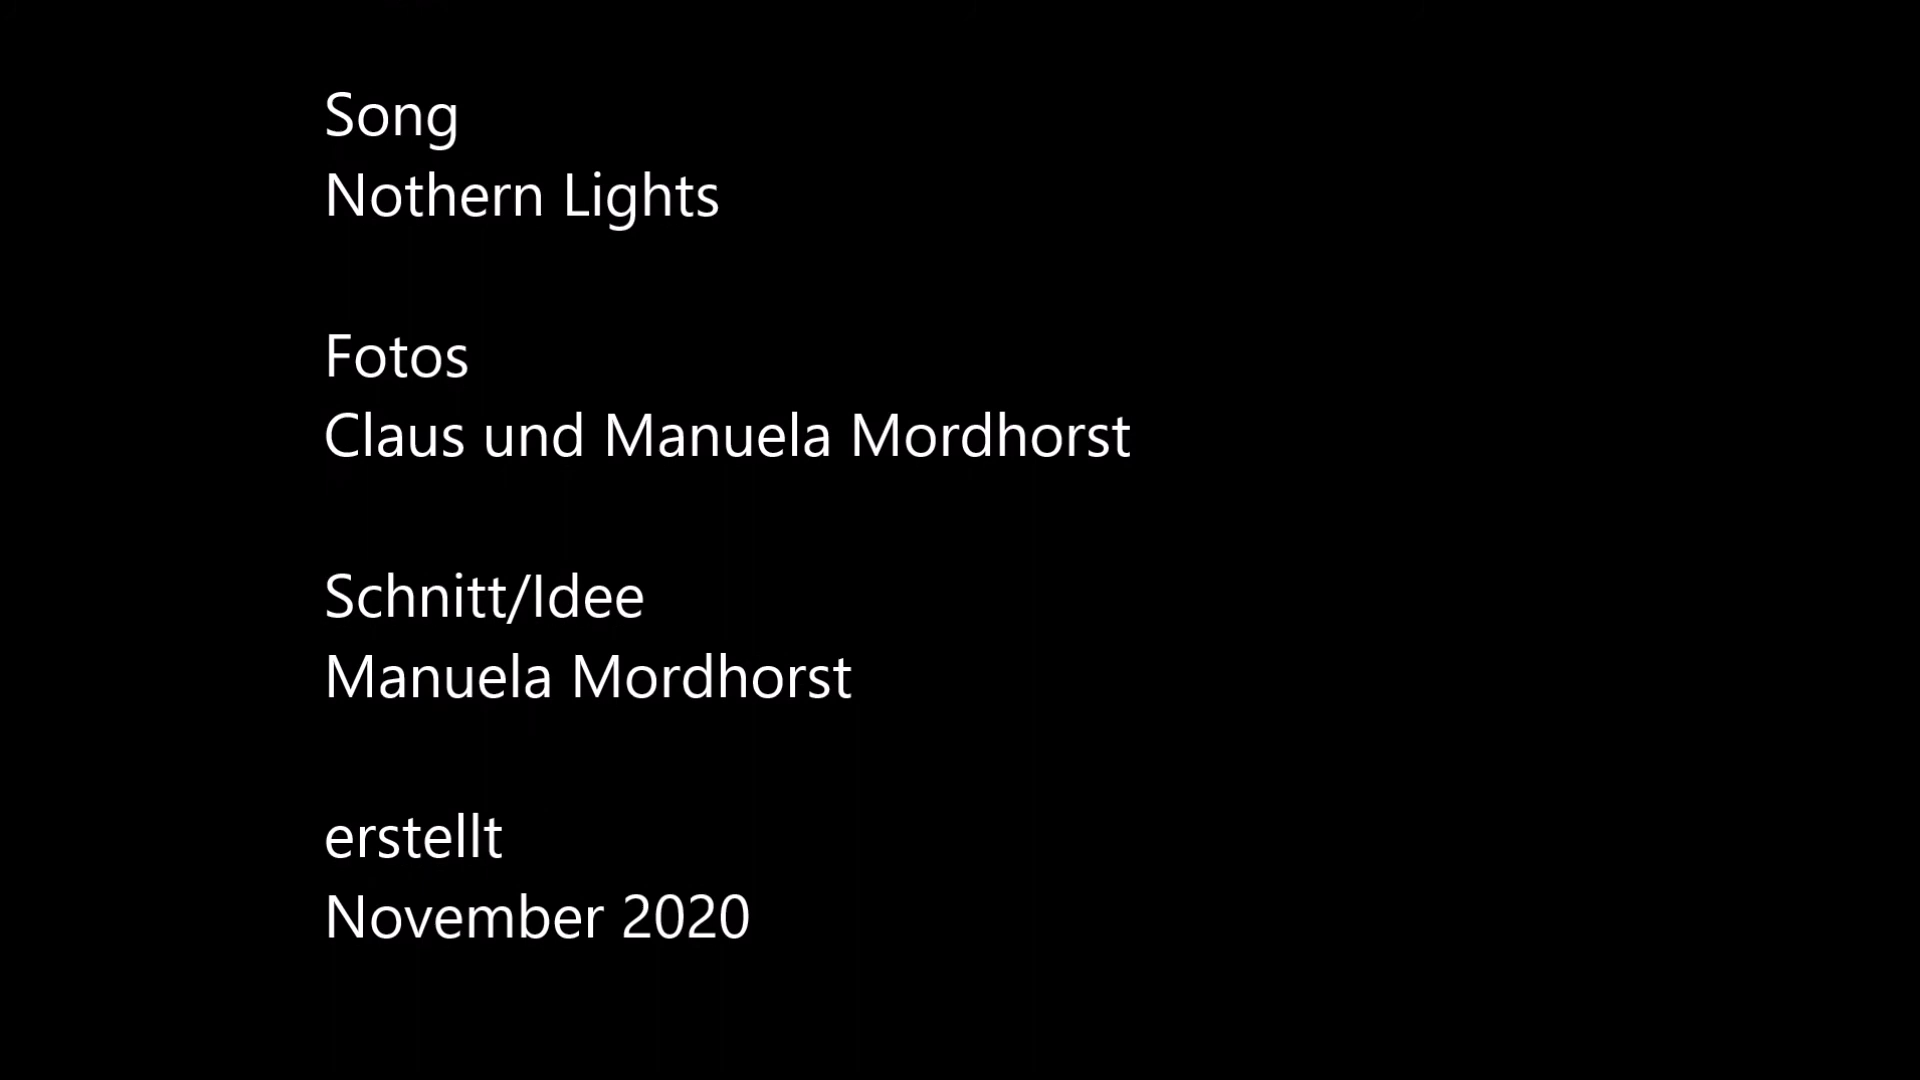 Song
Nothern Lights
Fotos
Claus und Manuela Mordhorst
Schnitt/Idee
Manuela Mordhorst
erstellt
November 2020